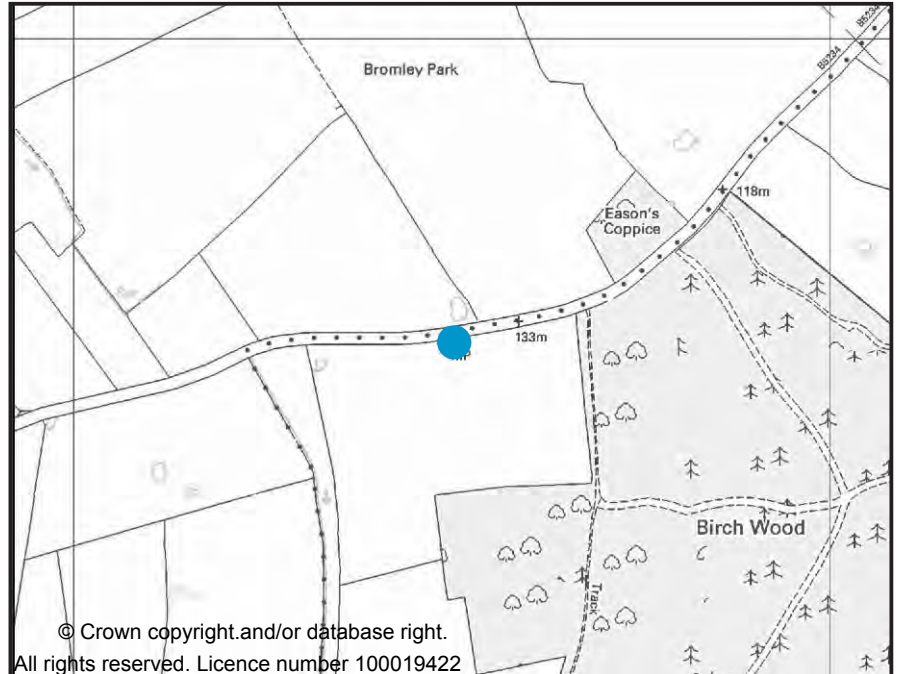 B5234
B5234
Bromley Park
118m
Eason's
Coppice
133m
Birch Wood
Track
© Crown copyright.and/or database right.
All rights reserved. Licence number 100019422